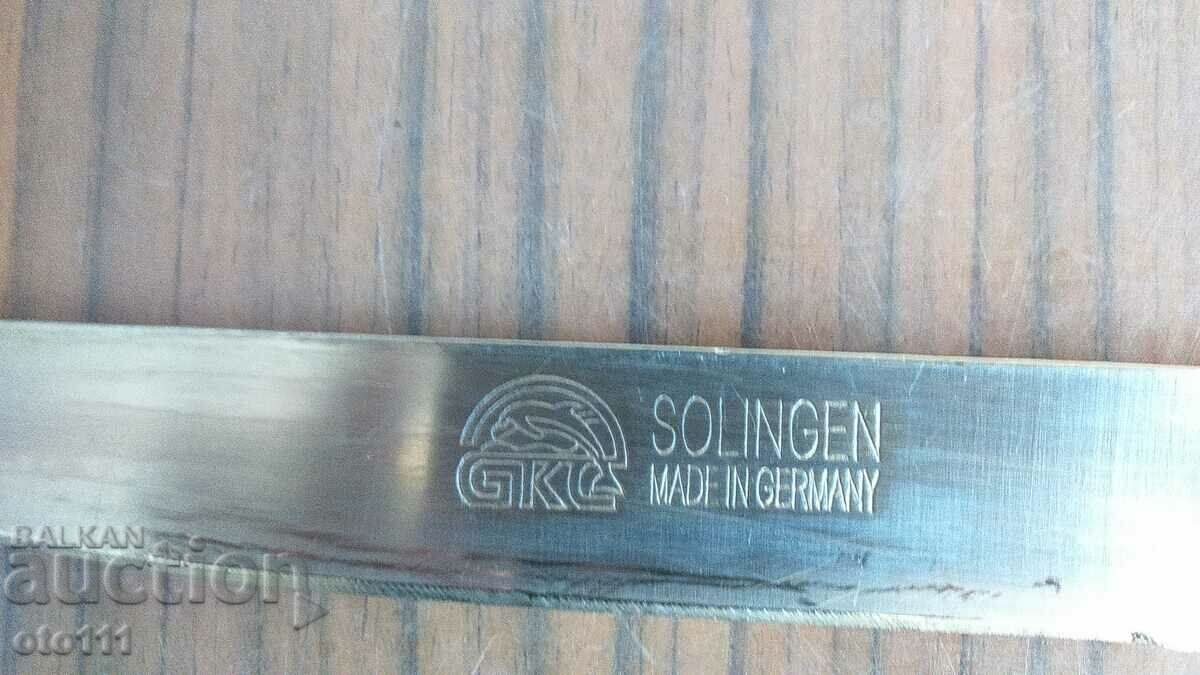 SOLINGEN
GKC MADE IN GERMANY
BALKAN
auction
oto111